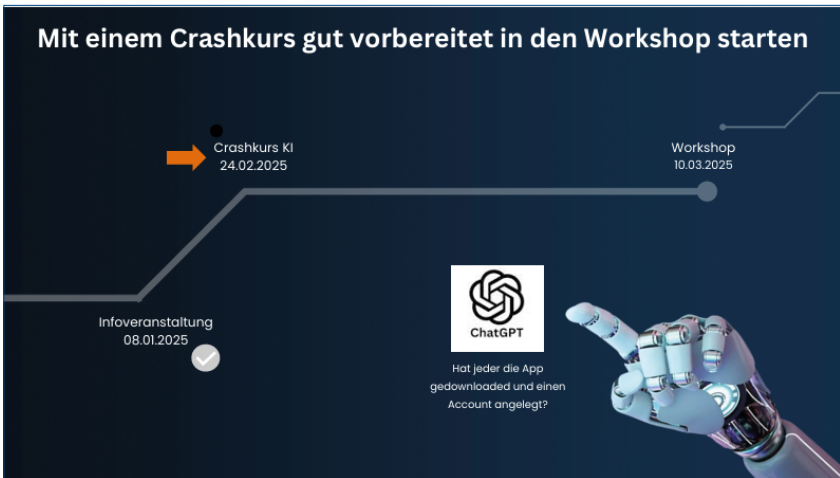 Mit einem Crashkurs gut vorbereitet in den Workshop starten
Crashkurs KI
24.02.2025
Workshop
10.03.2025
Infoveranstaltung
08.01.2025
ChatGPT
Hat jeder die App
gedownloaded und einen
Account angelegt?